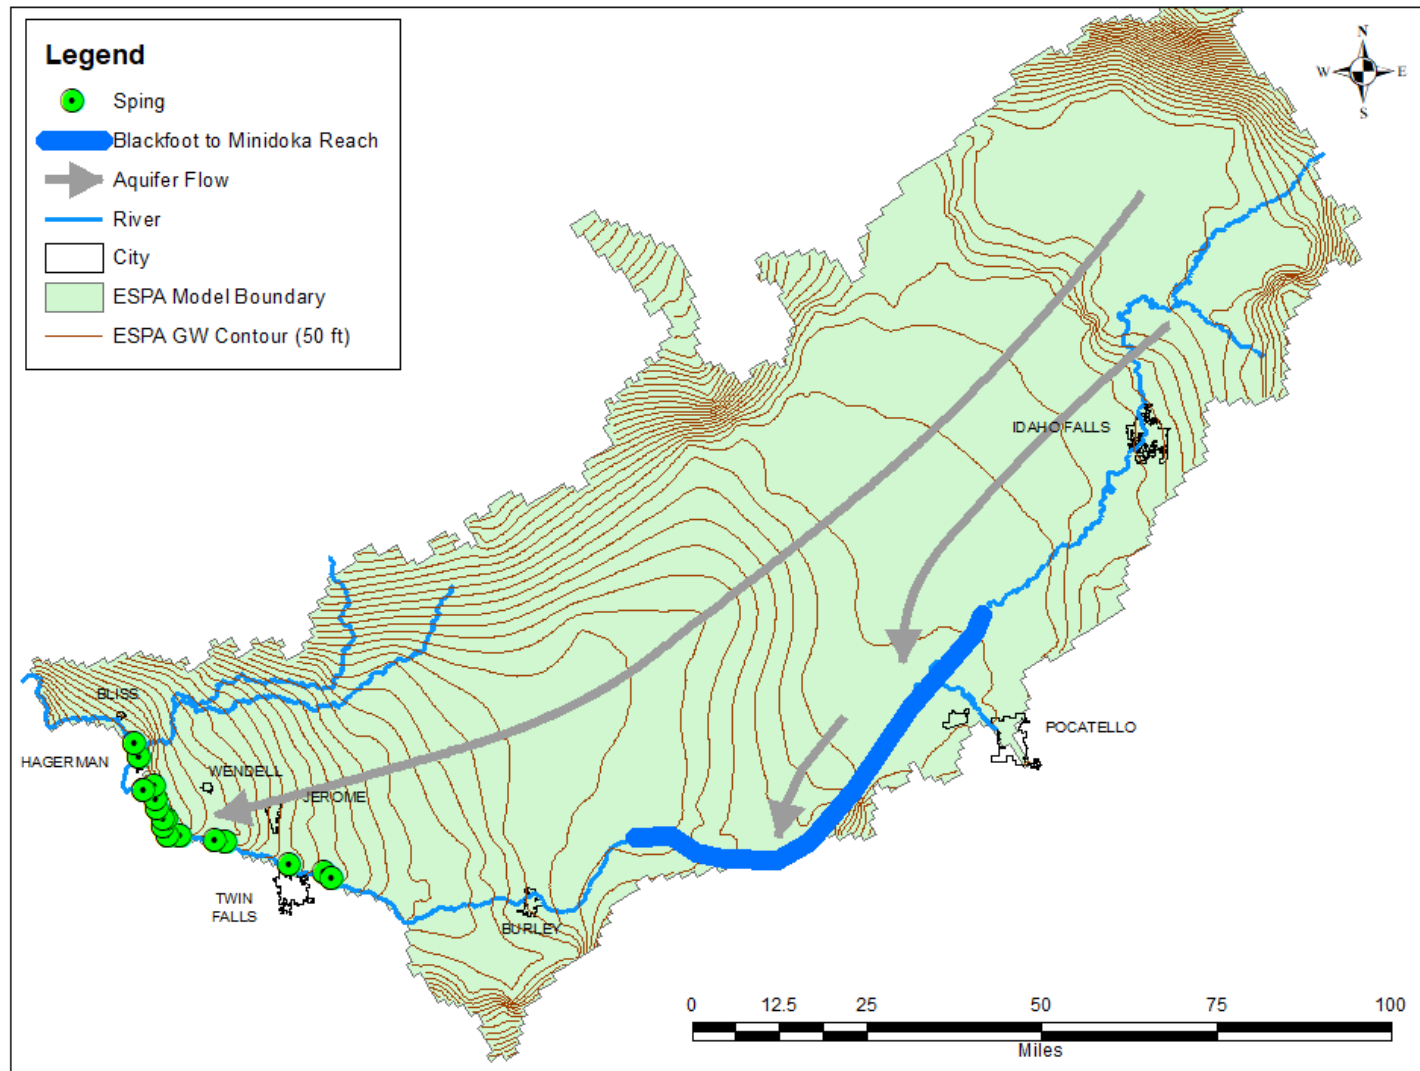 Legend
Sping
Blackfoot to Minidoka Reach
Aquifer Flow
River
City
ESPA Model Boundary
ESPA GW Contour (50 ft)
N
W E
S
IDAHO FALLS
POCATELLO
BLISS
HAGERMAN
WENDELL
JEROME
TWIN
FALLS
BURLEY
0 12.5 25 50 75 100
Miles